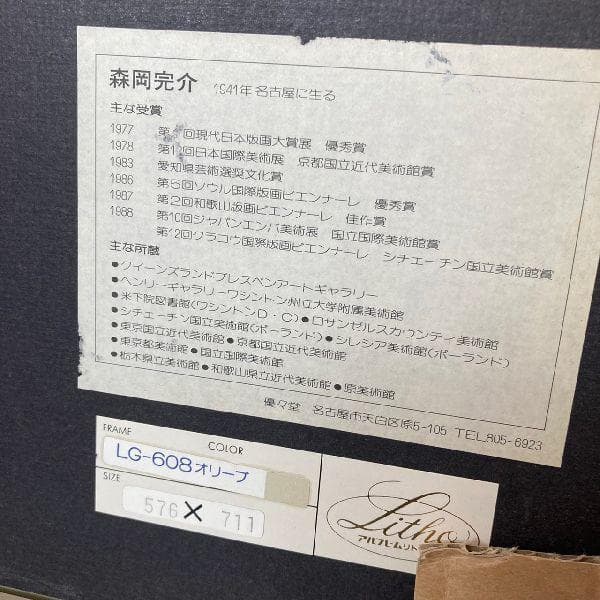 森岡完介 1941年 名古屋に生る
主な受賞
1977 第 回現代日本版画大賞展 優秀賞
1978 第1 回日本国際美術展 京都国立近代美術館賞
1983 愛知県芸術選奨文化賞
1986 第6回ソウル国際版画ビエンナーレ 優秀賞
1987 第2回和歌山版画ビエンナーレ 佳作賞
1988 第10回ジャパンエンバ美術展 国立国際美術館賞
第12回クラコウ国際版画ビエンナーレ シチェーチン国立美術館賞
主な所蔵
●クイーンズランドブレスベンアートギャラリー
●ヘンリーギャラリーワシントン州立大学附属美術館
●米下院図書館(ワシントンD・C)●ロサンゼルスカウンティ美術館
●シチェーチン国立美術館(ポーランド)●シレシア美術館(ポーランド)
●東京国立近代美術館●京都国立近代美術館
●東京都美術館●国立国際美術館
●栃木県立美術館●和歌山県立近代美術館●原美術館
優々堂 名古屋市天白区原5-105 TEL.805-6923
FRAME COLOR
LG-608オリーブ
SIZE
576×711
Litho